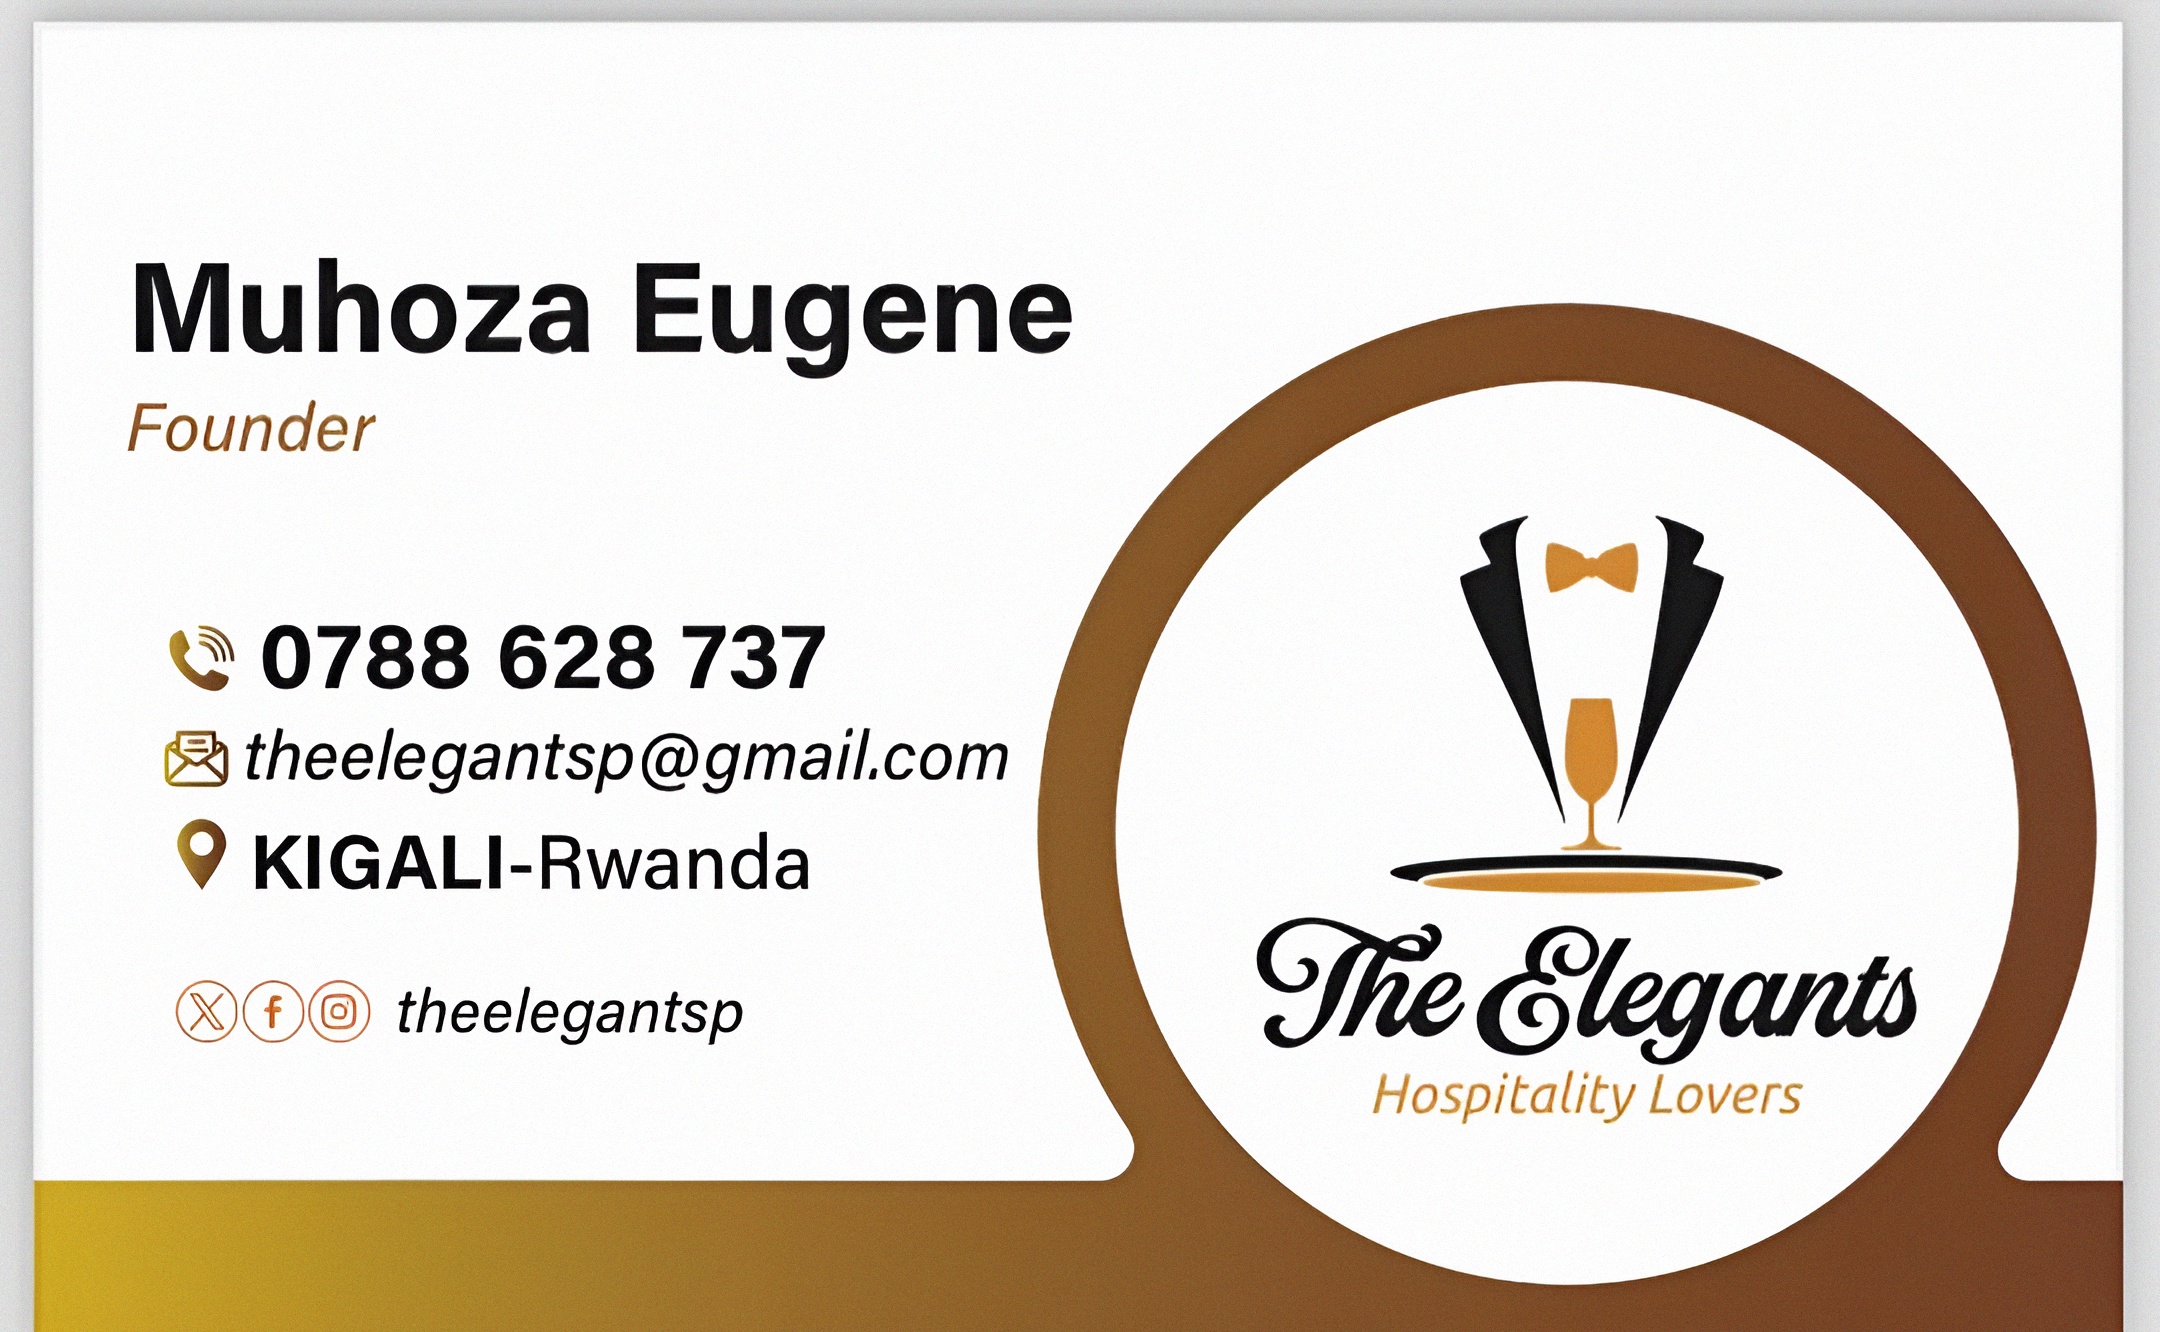 Muhoza Eugene
Founder
0788 628 737
theelegantsp@gmail.com
KIGALI-Rwanda
theelegantsp
The Elegants
Hospitality Lovers